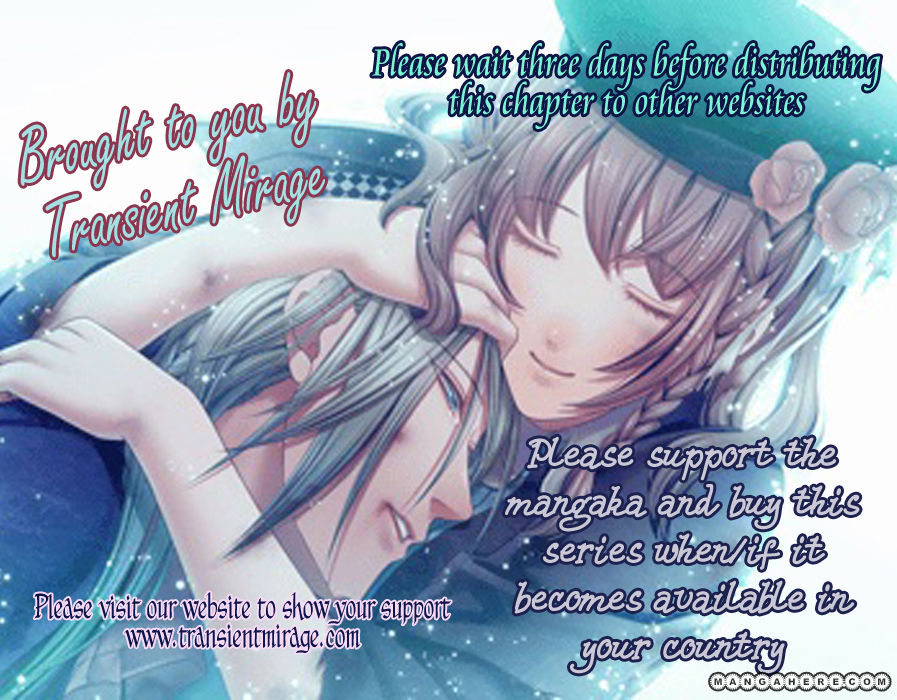 Please wait three days before distributing
this chapter to other websites
Brought to you by
Transient Mirage
Please support the
mangaka and buy this
series when/if it
becomes available in
your country
Please visit our website to show your support
www.transientmirage.com
MANGAHERE.COM